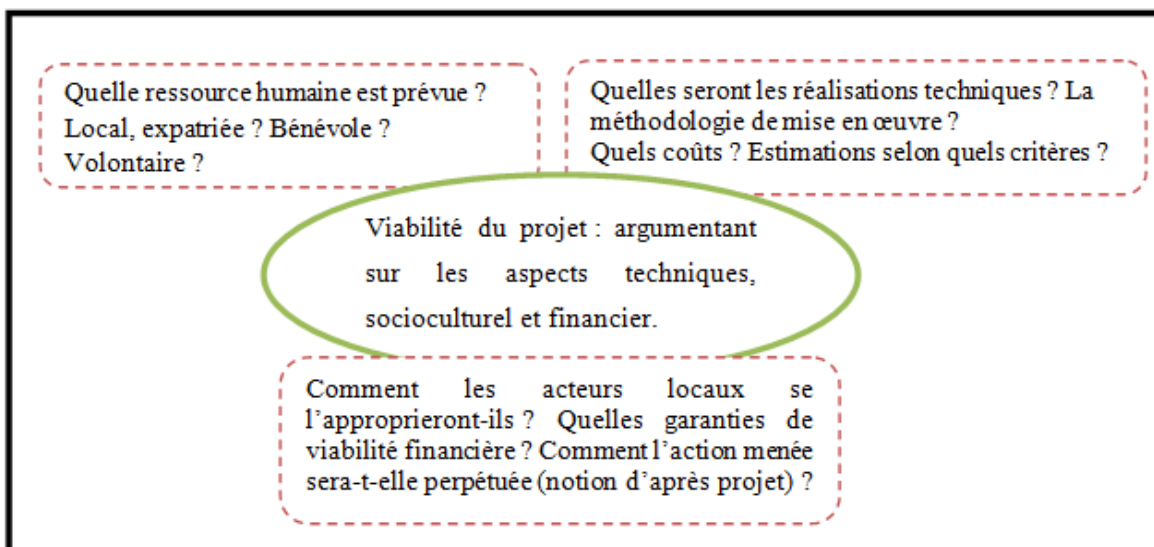 Quelle ressource humaine est prévue ?
Local, expatriée ? Bénévole ?
Volontaire ?
Quelles seront les réalisations techniques ? La
méthodologie de mise en œuvre ?
Quels coûts ? Estimations selon quels critères ?
Viabilité du projet : argumentant
sur les aspects techniques,
socioculturel et financier.
Comment les acteurs locaux se
l’approprieront-ils ? Quelles garanties de
viabilité financière ? Comment l’action menée
sera-t-elle perpétuée (notion d’après projet) ?